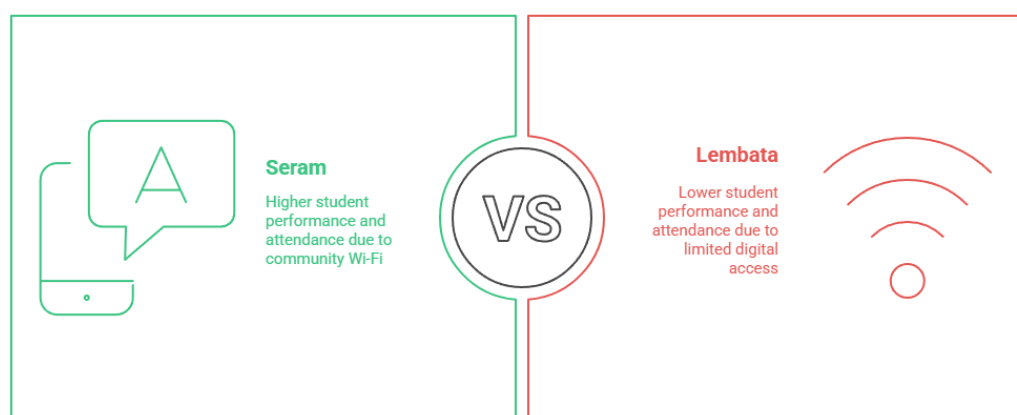 A
Seram
Higher student
performance and
attendance due to
community Wi-Fi
VS
Lembata
Lower student
performance and
attendance due to
limited digital
access